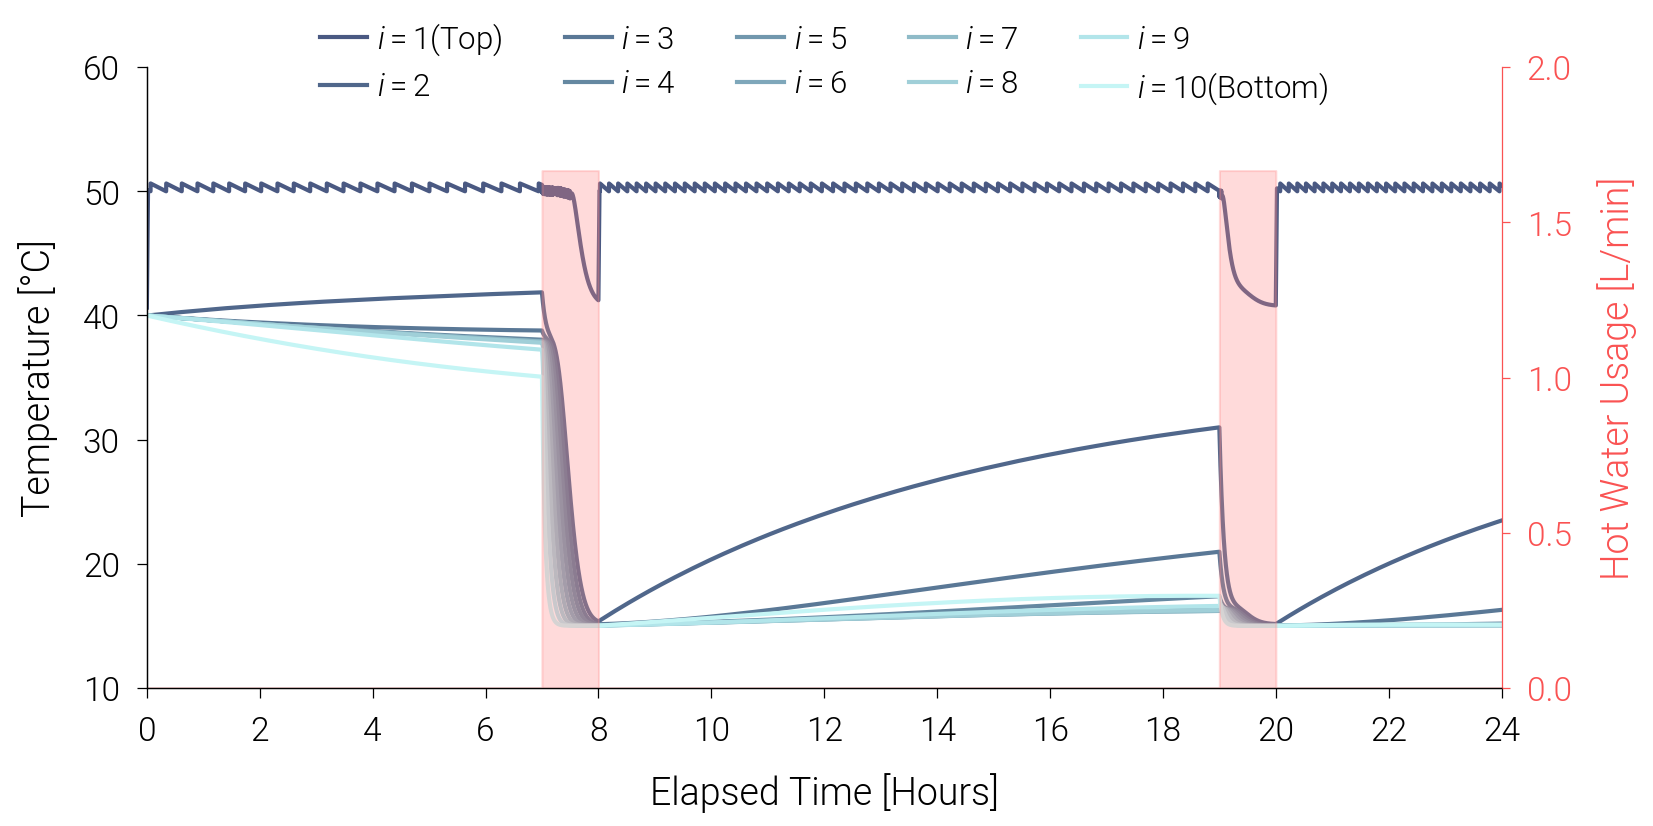 i = 1(Top) i = 3 i = 5 i = 7 i = 9
i = 2 i = 4 i = 6 i = 8 i = 10(Bottom)
60
50
40
30
20
10
Temperature [°C]
2.0
1.5
1.0
0.5
0.0
Hot Water Usage [L/min]
0 2 4 6 8 10 12 14 16 18 20 22 24
Elapsed Time [Hours]